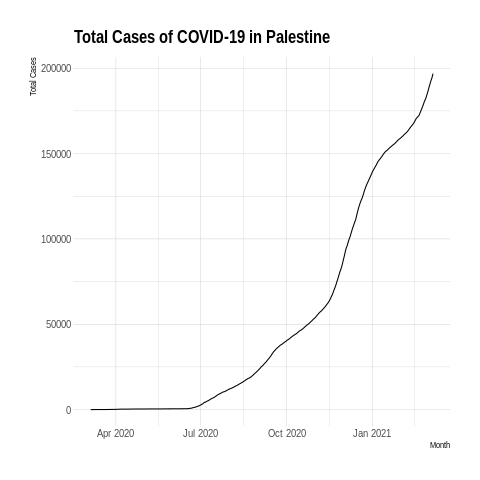 Total Cases of COVID-19 in Palestine
Total Cases
200000
150000
100000
50000
0
Apr 2020 Jul 2020 Oct 2020 Jan 2021
Month